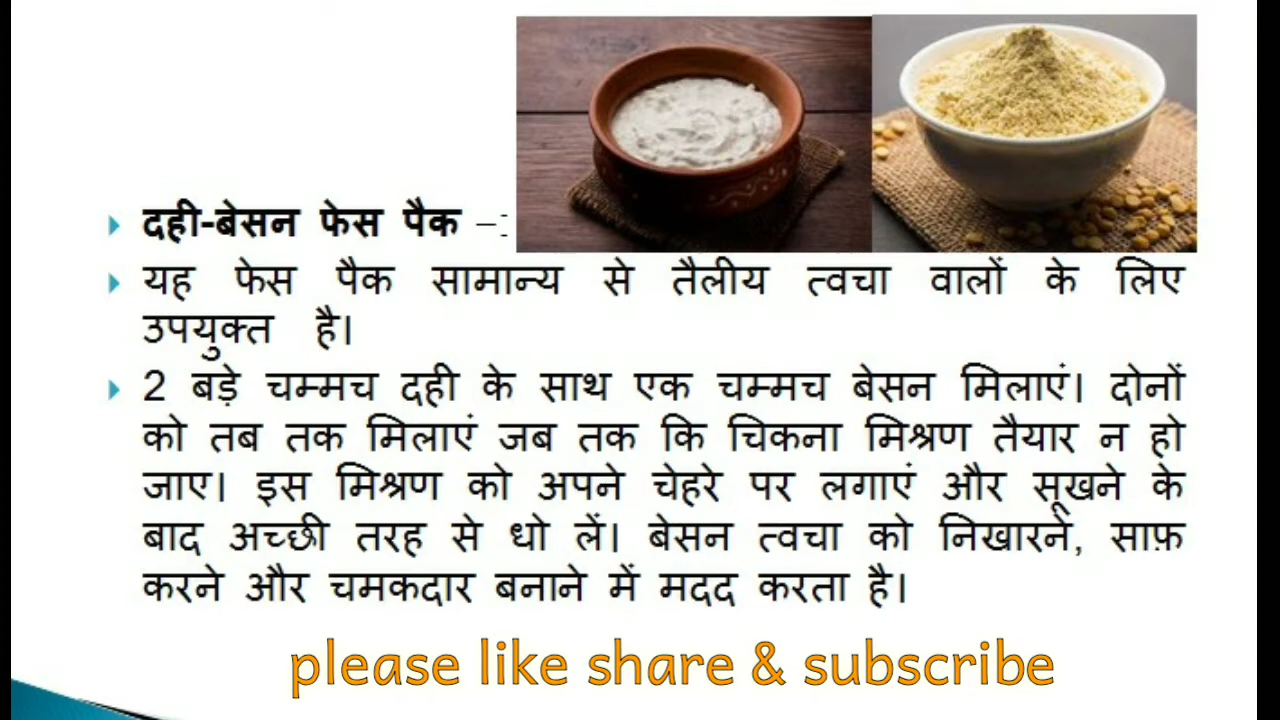 दही-बेसन फेस पैक –:
यह फेस पैक सामान्य से तैलीय त्वचा वालों के लिए
उपयुक्त है।
2 बड़े चम्मच दही के साथ एक चम्मच बेसन मिलाएं। दोनों
को तब तक मिलाएं जब तक कि चिकना मिश्रण तैयार न हो
जाए। इस मिश्रण को अपने चेहरे पर लगाएं और सूखने के
बाद अच्छी तरह से धो लें। बेसन त्वचा को निखारने, साफ़
करने और चमकदार बनाने में मदद करता है।
please like share & subscribe